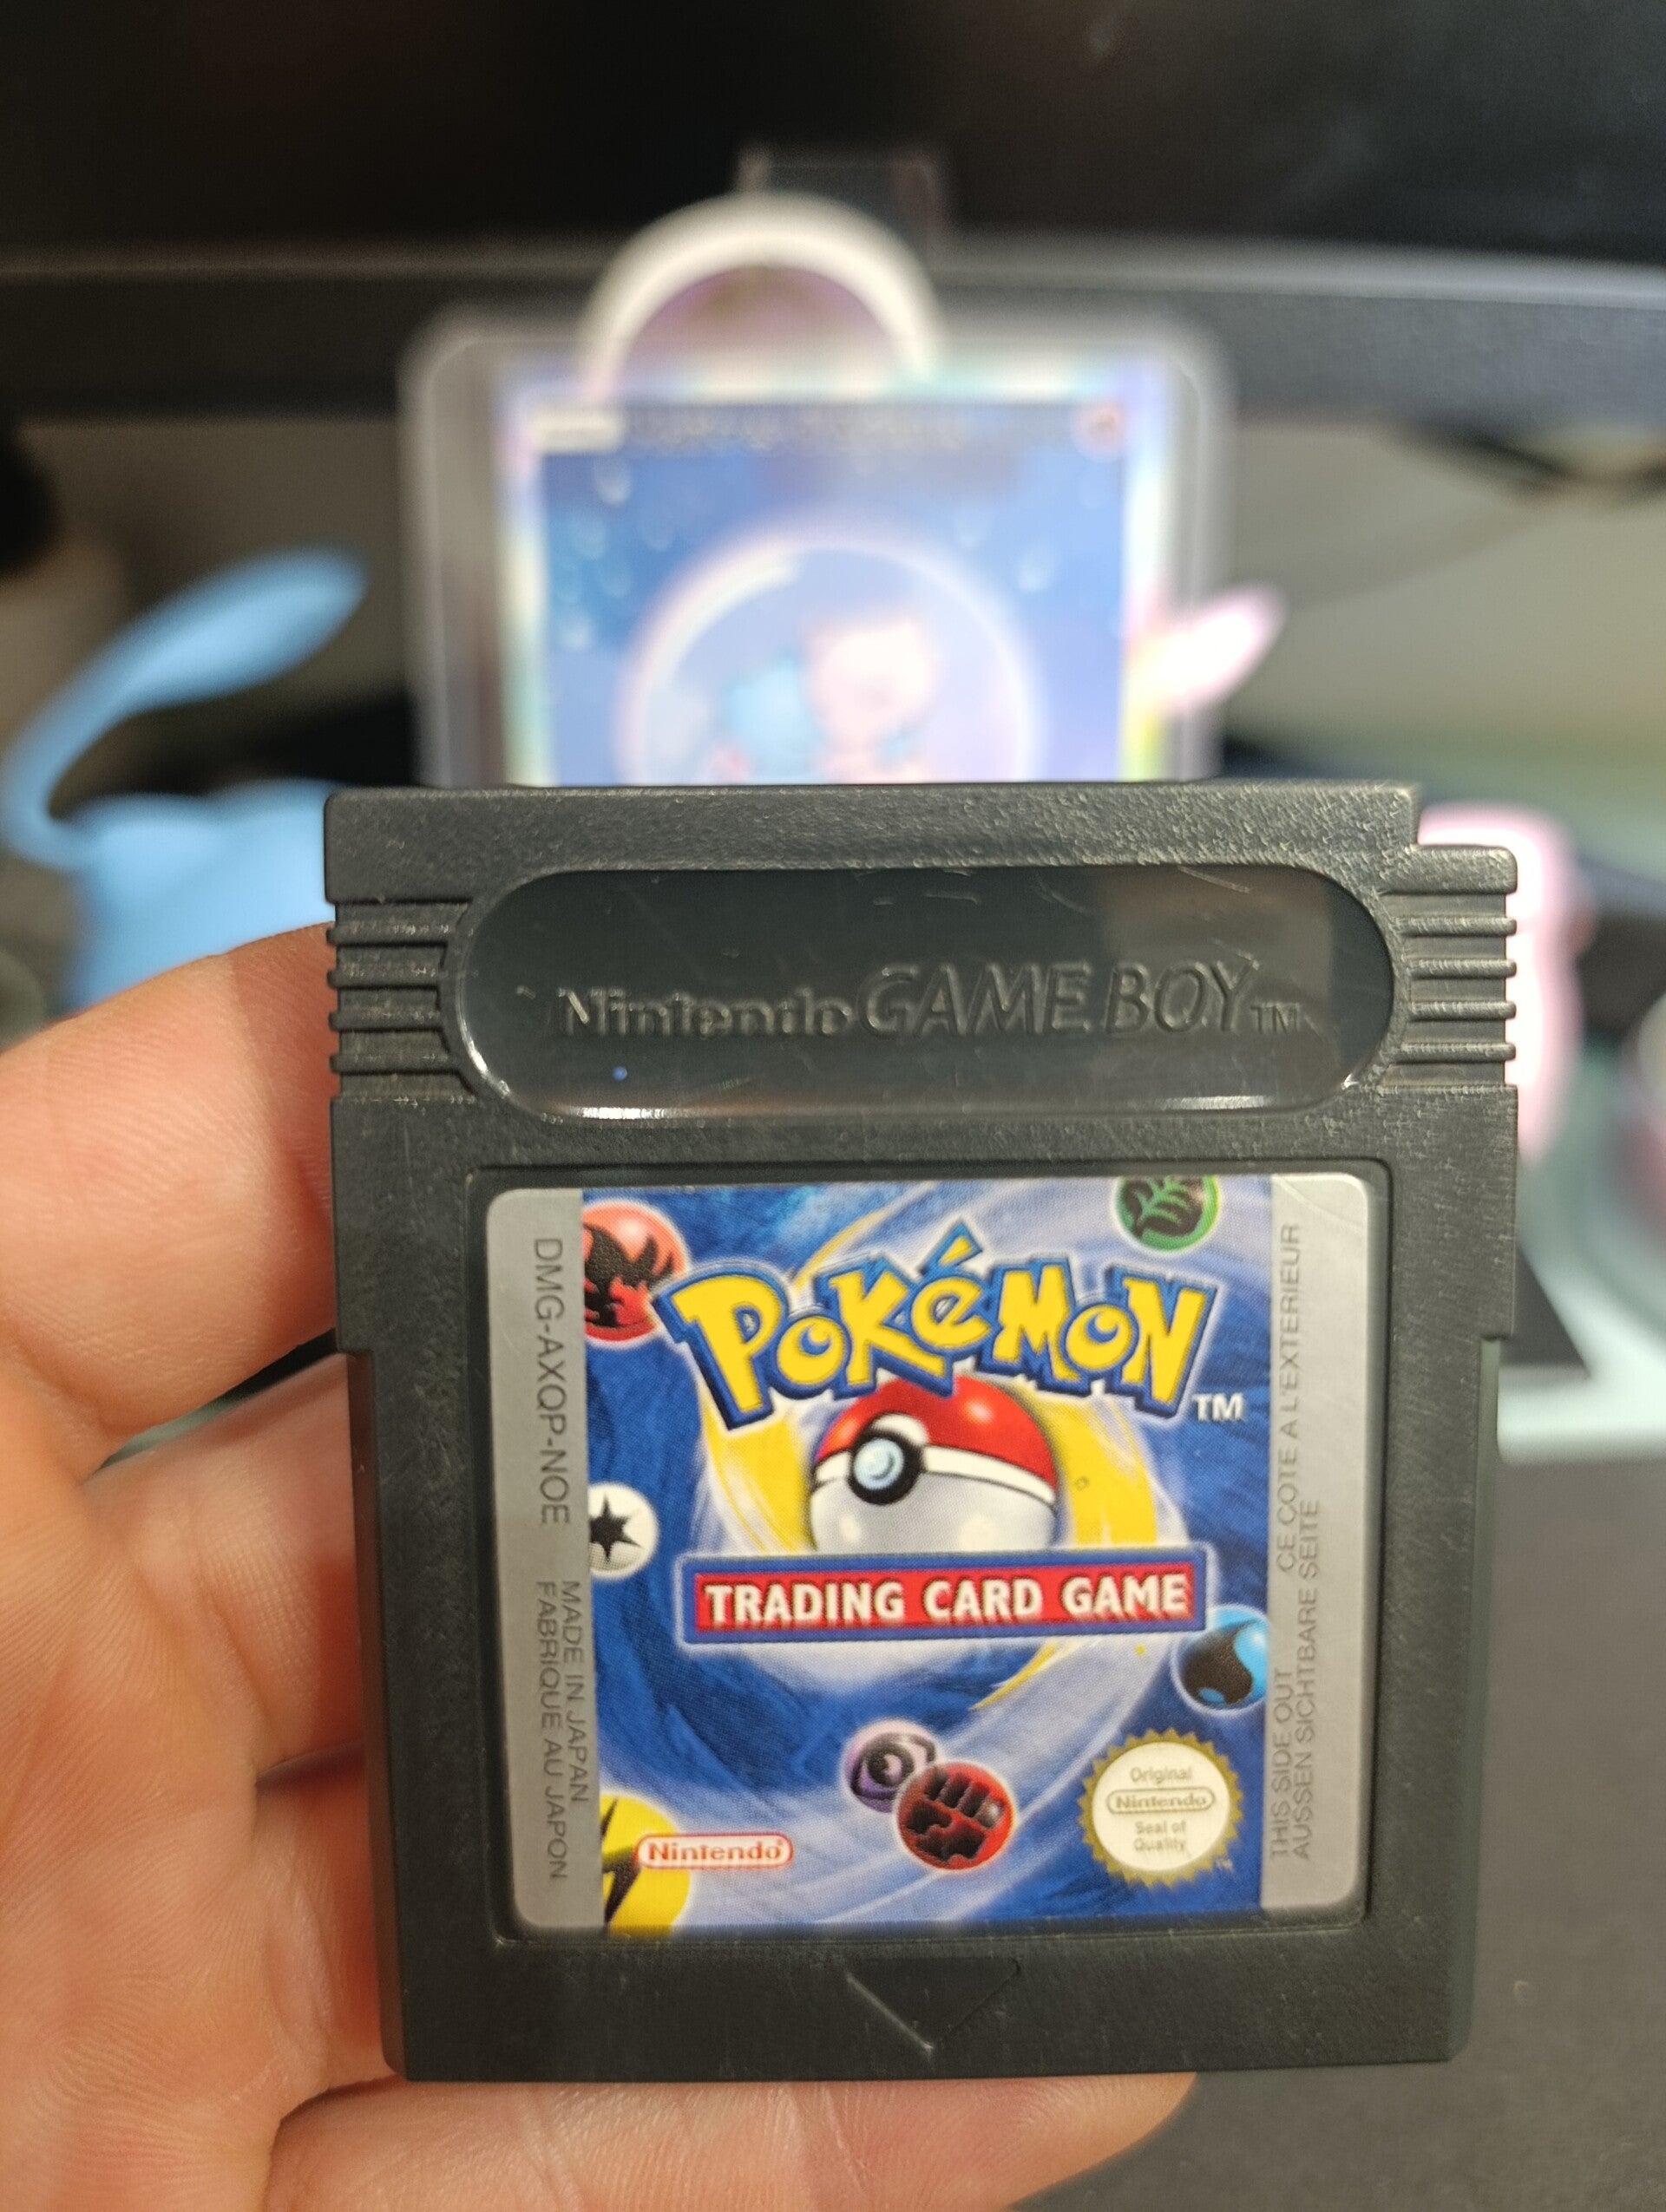 Nintendo GAME BOY TM
DMG-AXQP-NOE
MADE IN JAPAN
FABRIQUE AU JAPON
POKéMON TM
TRADING CARD GAME
Nintendo®
Original
Nintendo
Seal of
Quality
TM
THIS SIDE OUT CE COTE A L'EXTERIEUR
AUSSEN SICHTBARE SEITE